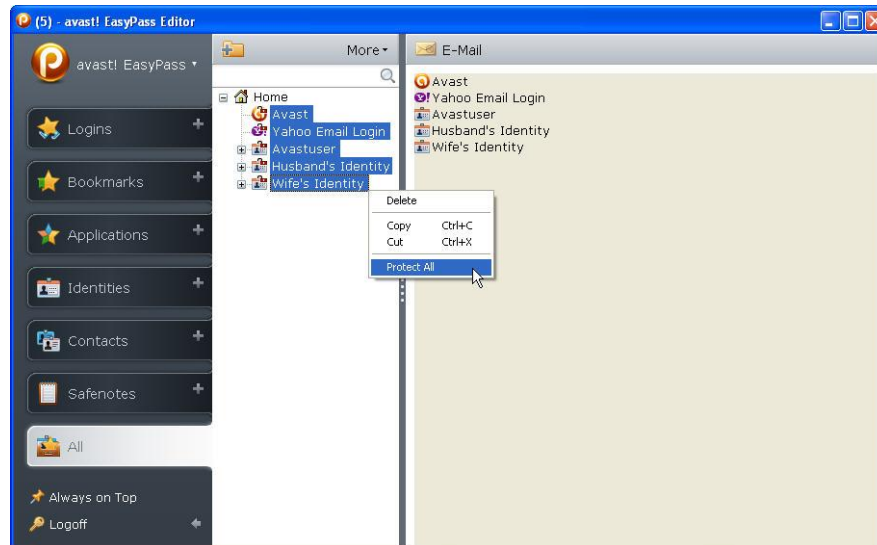 (5) - avast! EasyPass Editor
avast! EasyPass
Logins
Bookmarks
Applications
Identities
Contacts
Safenotes
All
Always on Top
Logoff
More
Home
Avast
Yahoo Email Login
Avastuser
Husband's Identity
Wife's Identity
Delete
Copy Ctrl+C
Cut Ctrl+X
Protect All
E-Mail
Avast
Yahoo Email Login
Avastuser
Husband's Identity
Wife's Identity